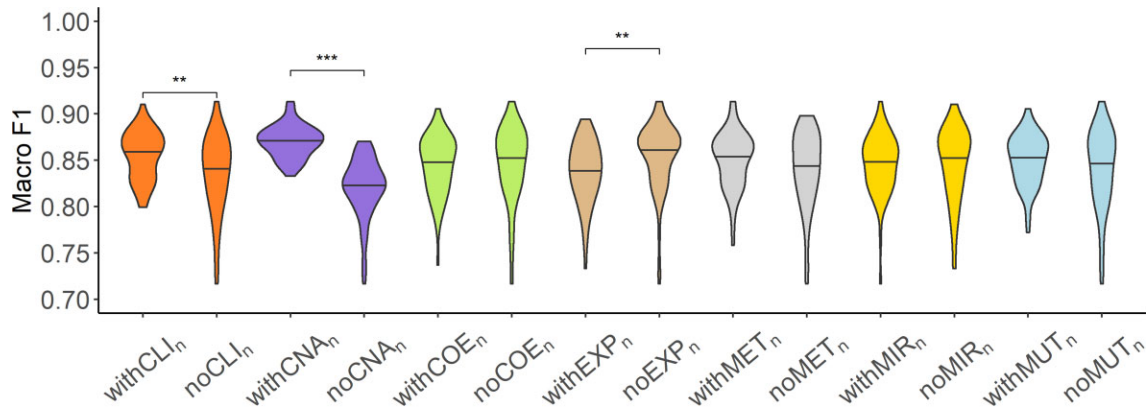 1.00
0.95
0.90
0.85
0.80
0.75
0.70
Macro F1
**
***
**
withCLIn
noCLIn
withCNAn
noCNAn
withCOEn
noCOEn
withEXPn
noEXPn
withMETn
noMETn
withMIRn
noMIRn
withMUTn
noMUTn